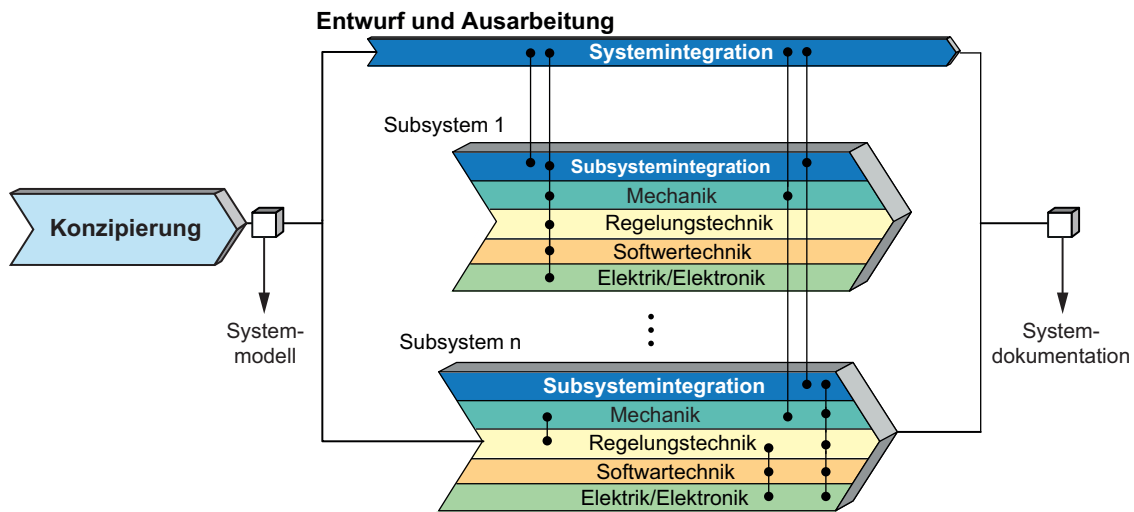 Entwurf und Ausarbeitung
Systemintegration
Subsystem 1
Subsystemintegration
Mechanik
Regelungstechnik
Softwertechnik
Elektrik/Elektronik
Konzipierung
System-
modell
Subsystem n
Subsystemintegration
Mechanik
Regelungstechnik
Softwartechnik
Elektrik/Elektronik
System-
dokumentation